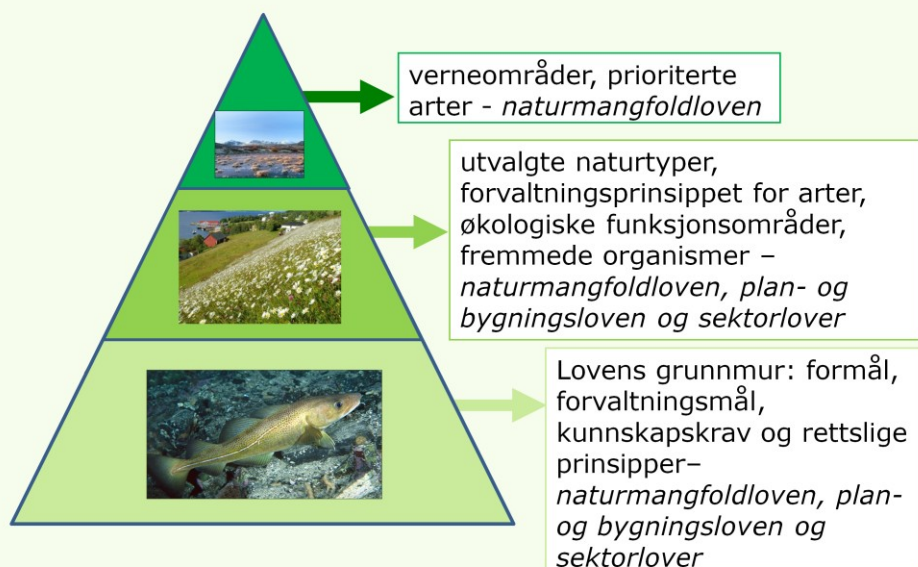 verneområder, prioriterte
arter - naturmangfoldloven
utvalgte naturtyper,
forvaltningsprinsippet for arter,
økologiske funksjonsområder,
fremmede organismer –
naturmangfoldloven, plan- og
bygningsloven og sektorlover
Lovens grunnmur: formål,
forvaltningsmål,
kunnskapskrav og rettslige
prinsipper–
naturmangfoldloven, plan-
og bygningsloven og
sektorlover